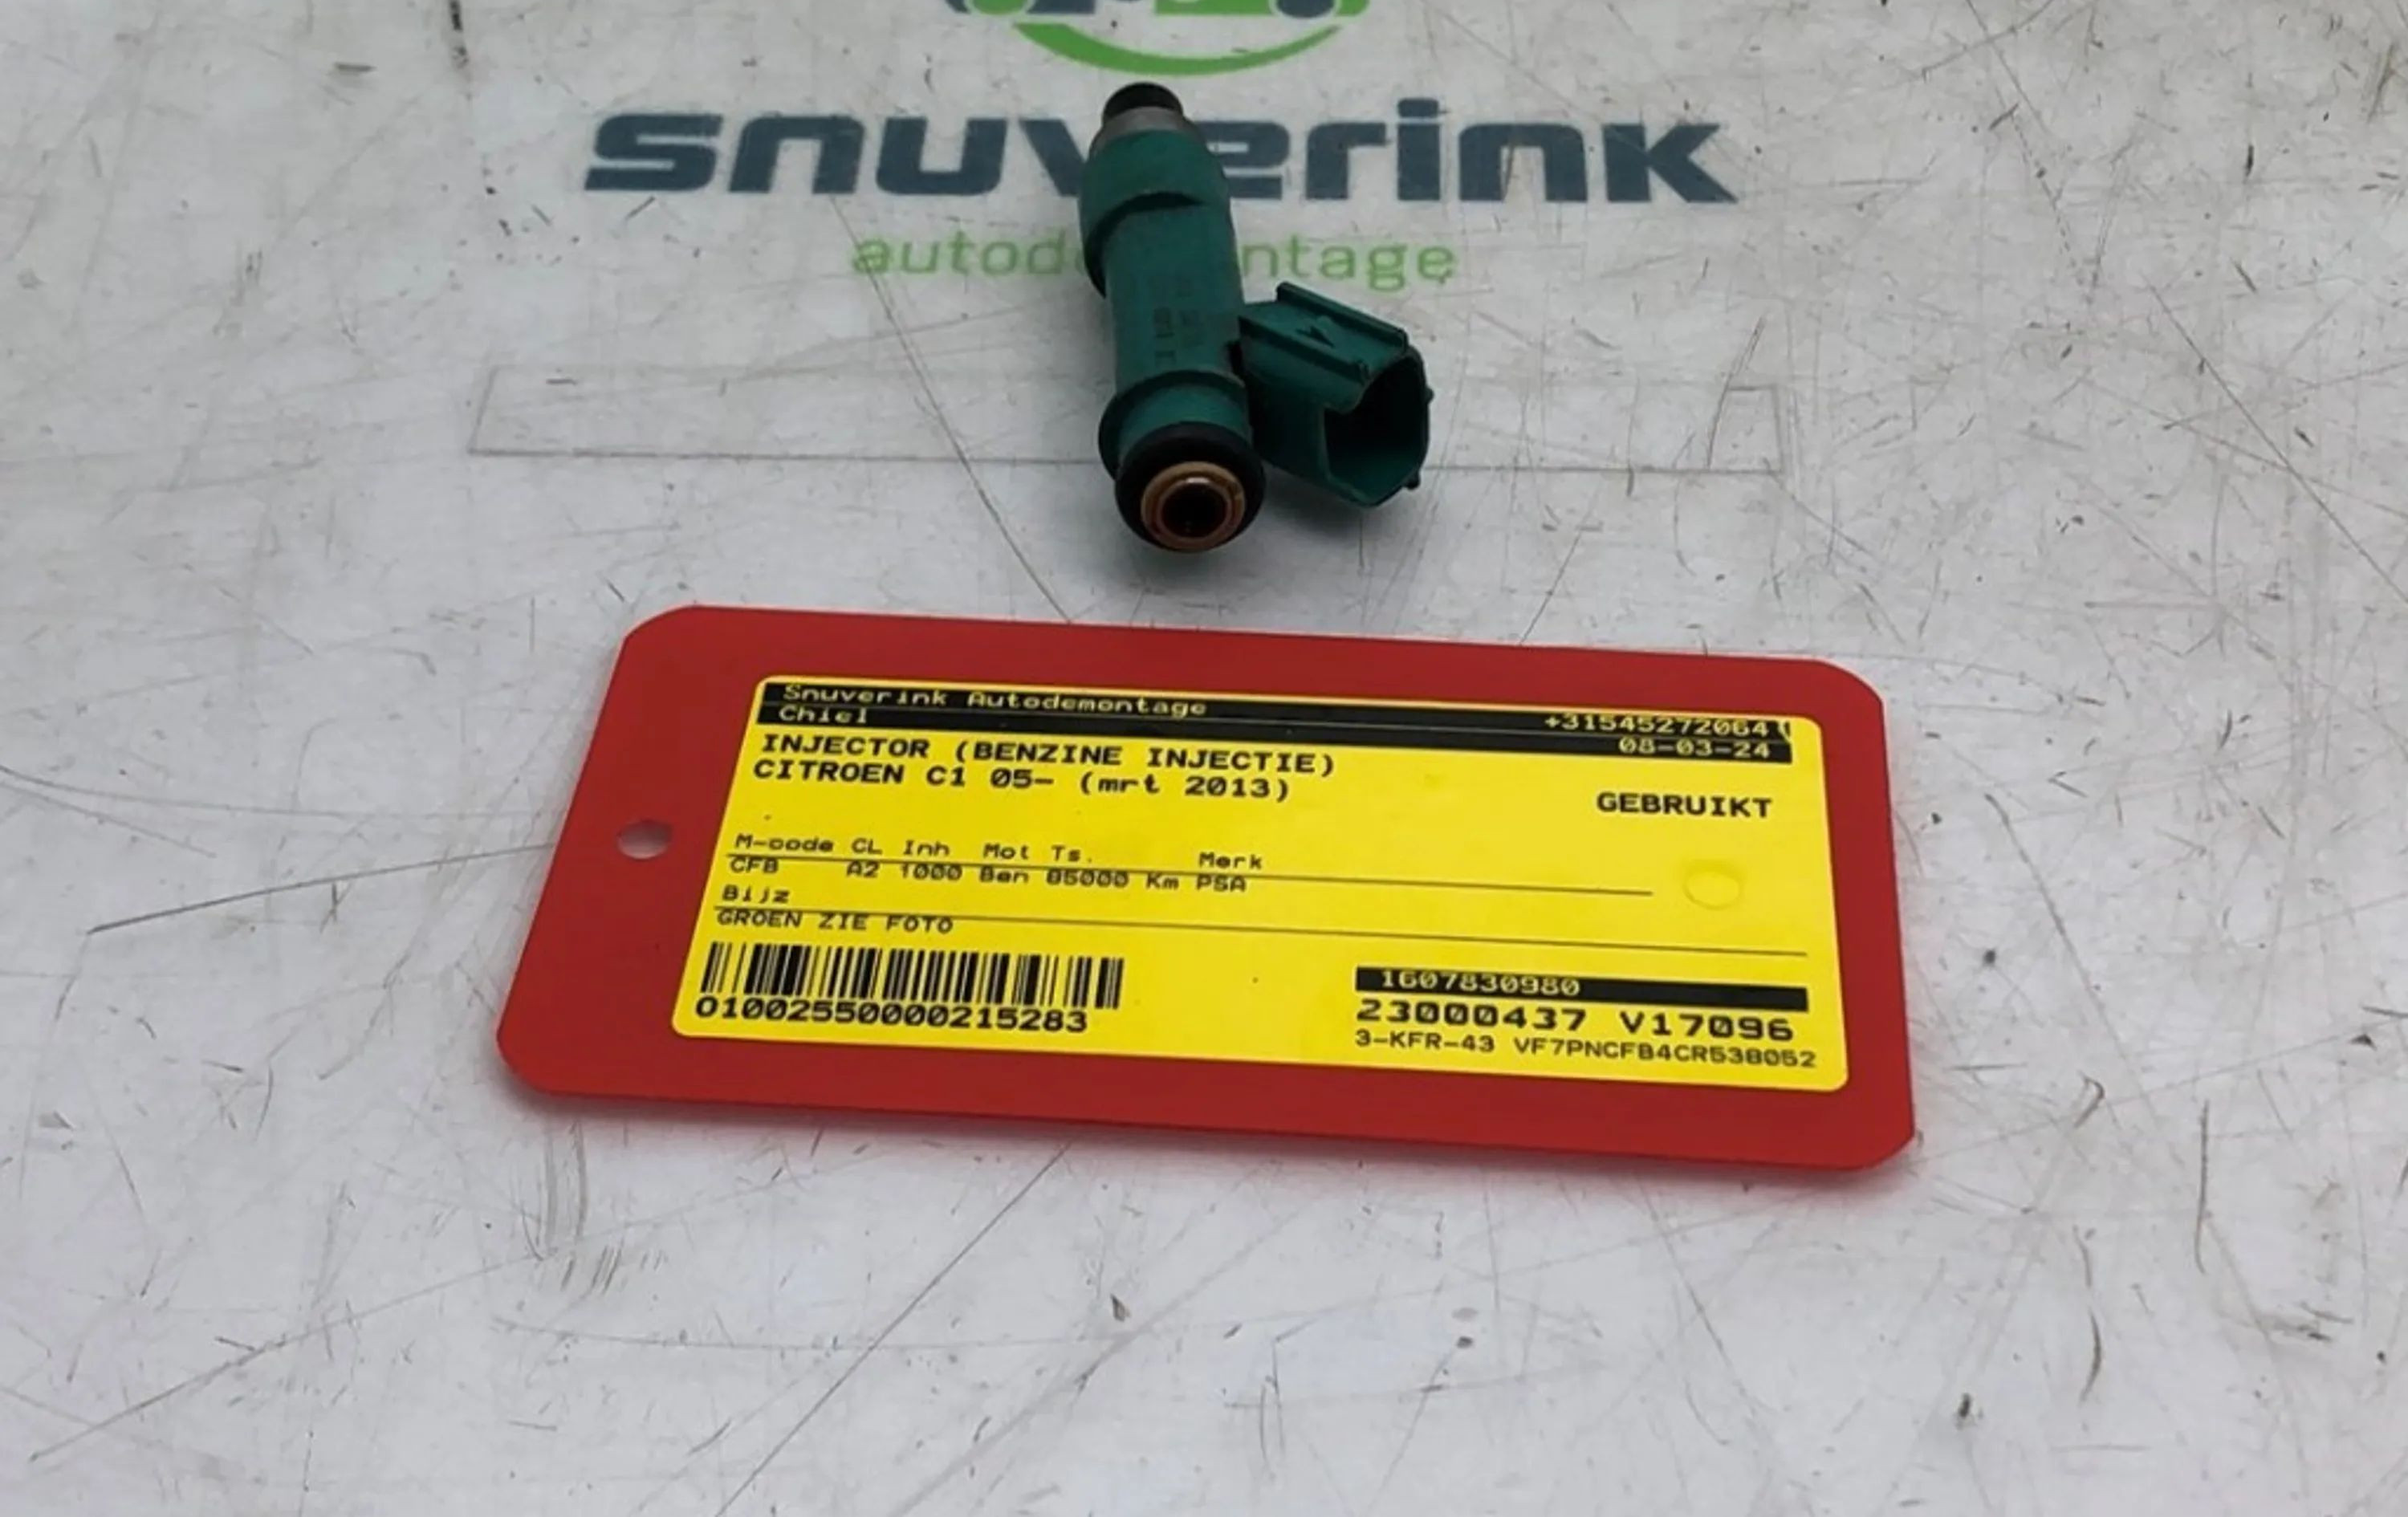 snuverink
Snuverink Autodemontage +31545272064
Chiel 08-03-24
INJECTOR (BENZINE INJECTIE)
CITROEN C1 05- (mrt 2013)
GEBRUIKT
M-code CL Inh Mot Ts. Merk
CFB A2 1000 Ben 85000 Km PSA
Bijz
GROEN ZIE FOTO
01002550000215283
1607830980
23000437 V17096
3-KFR-43 VF7PNCFB4CR538052